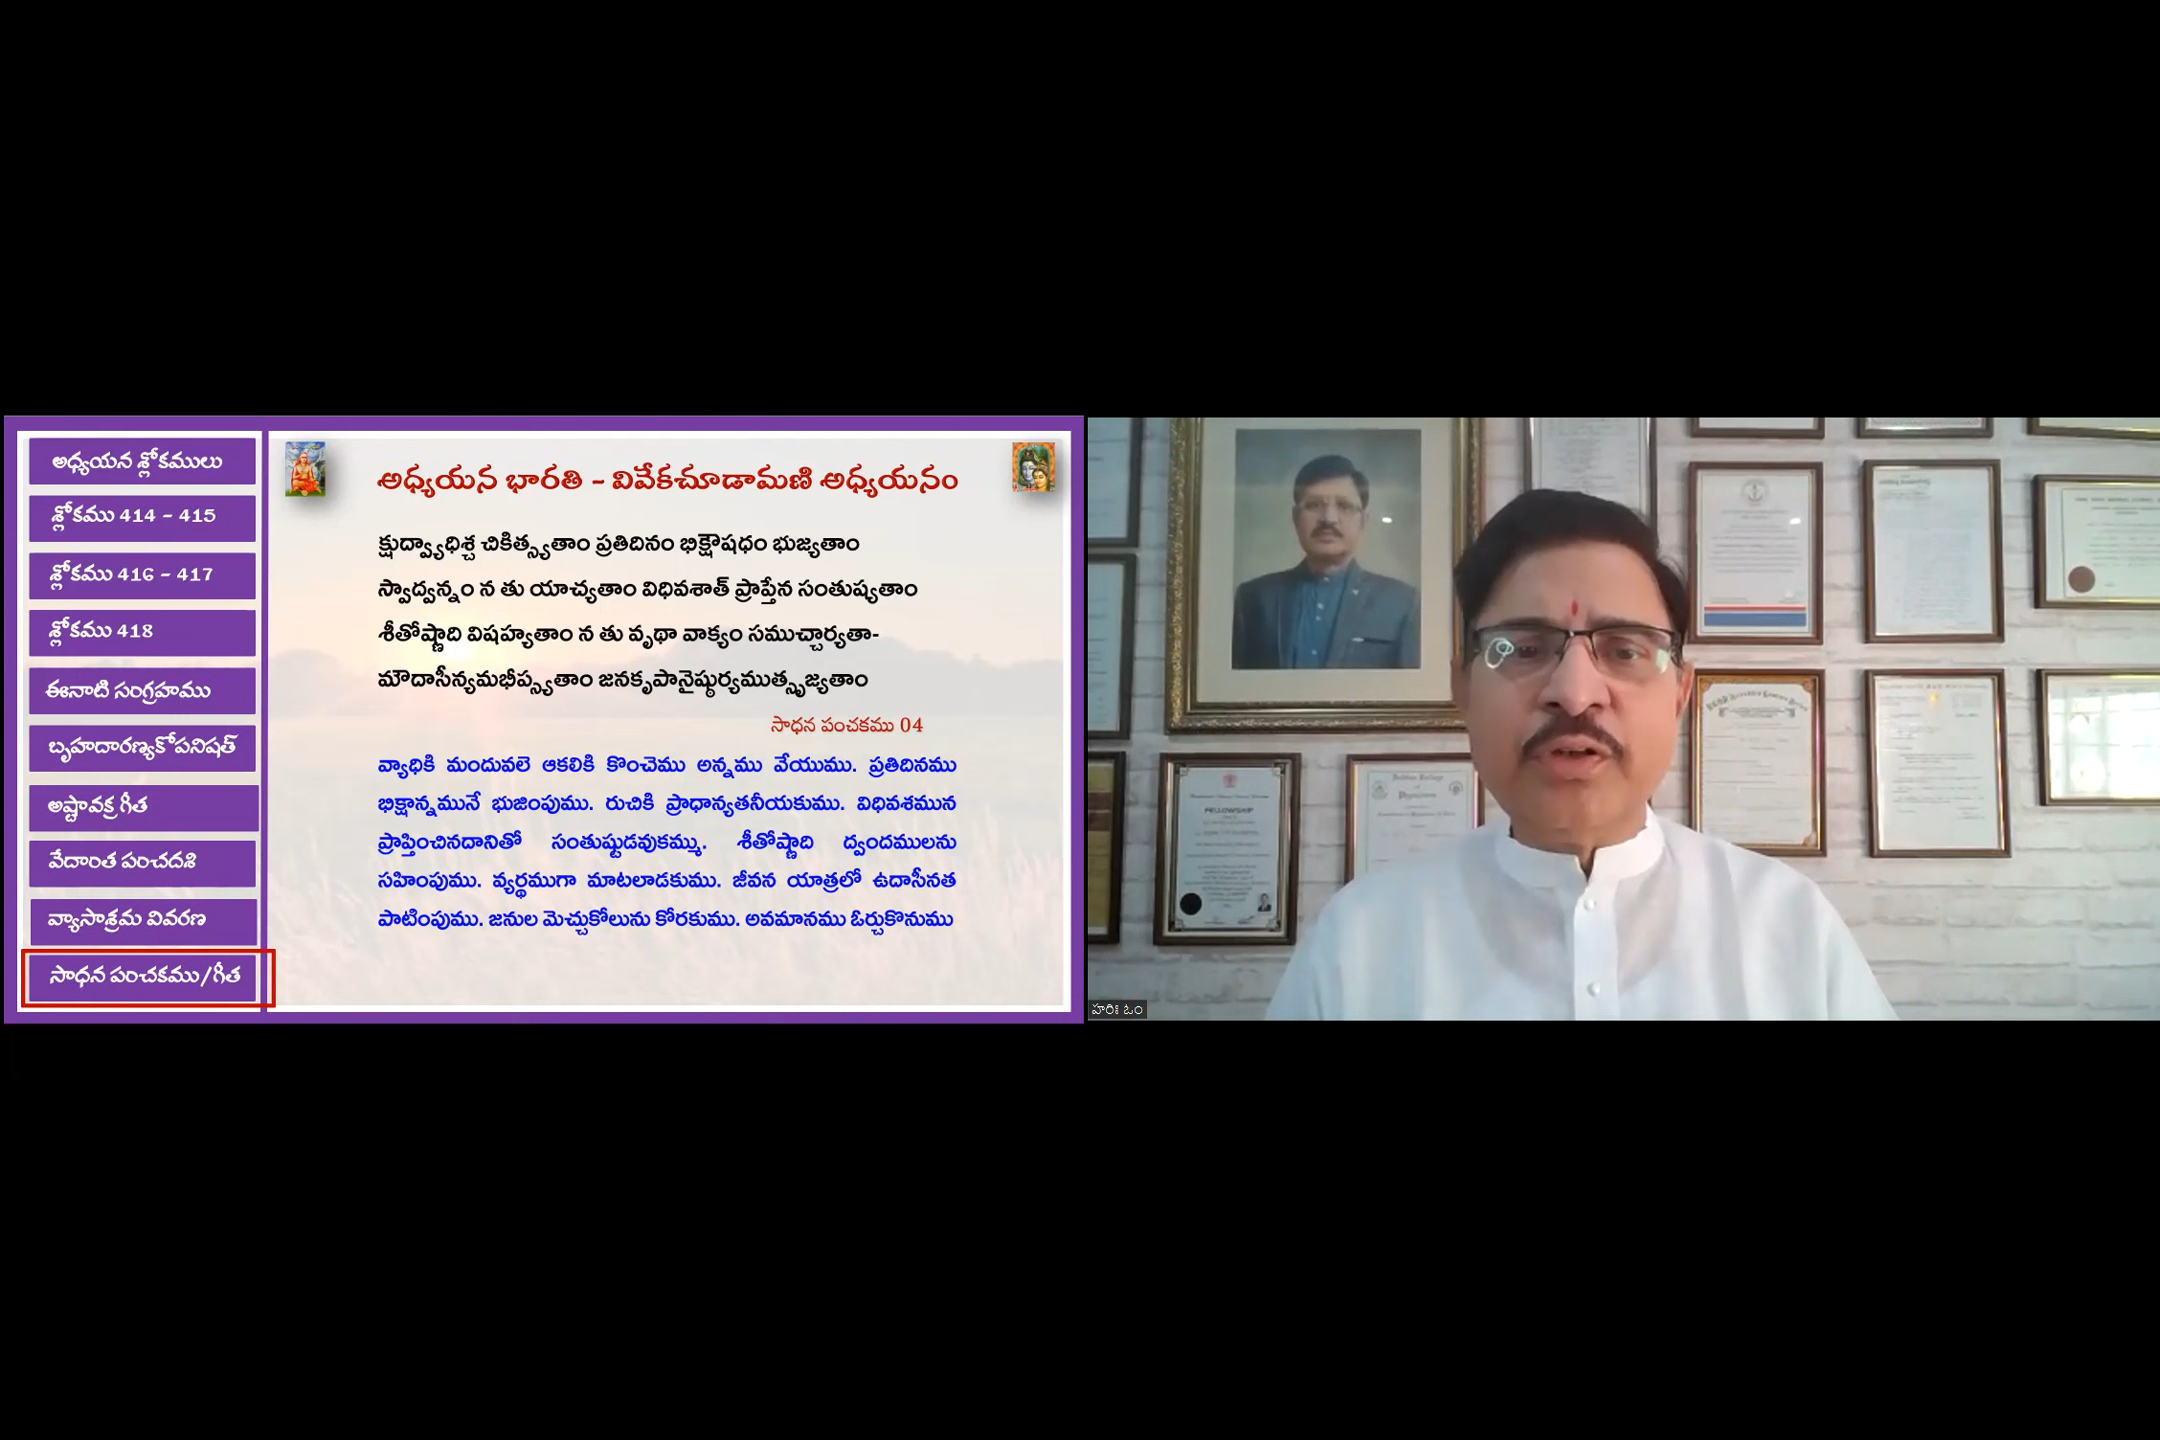 అధ్యయన శ్లోకములు
శ్లోకము 414 - 415
శ్లోకము 416 - 417
శ్లోకము 418
ఈనాటి సంగ్రహము
బృహదారణ్యకోపనిషత్
అష్టావక్ర గీత
వేదాంత పంచదశి
వ్యాసాశ్రమ వివరణ
సాధన పంచకము/గీత
అధ్యయన భారతి - వివేకచూడామణి అధ్యయనం
క్షుద్వ్యాధిశ్చ చికిత్స్యతాం ప్రతిదినం భిక్షౌషధం భుజ్యతాం
స్వాద్వన్నం న తు యాచ్యతాం విధివశాత్ ప్రాప్తేన సంతుష్యతాం
శీతోష్ణాది విషహ్యతాం న తు వృథా వాక్యం సముచ్చార్యతా-
మౌదాసీన్యమభీప్స్యతాం జనకృపానైష్ఠుర్యముత్సృజ్యతాం
సాధన పంచకము 04
వ్యాధికి మందువలె ఆకలికి కొంచెము అన్నము వేయుము. ప్రతిదినము
భిక్షాన్నమునే భుజింపుము. రుచికి ప్రాధాన్యతనీయకుము. విధివశమున
ప్రాప్తించినదానితో సంతుష్టుడవుకమ్ము. శీతోష్ణాది ద్వందములను
సహింపుము. వ్యర్థముగా మాటలాడకుము. జీవన యాత్రలో ఉదాసీనత
పాటింపుము. జనుల మెచ్చుకోలును కోరకుము. అవమానము ఓర్చుకొనుము
హరిః ఓం
FELLOWSHIP